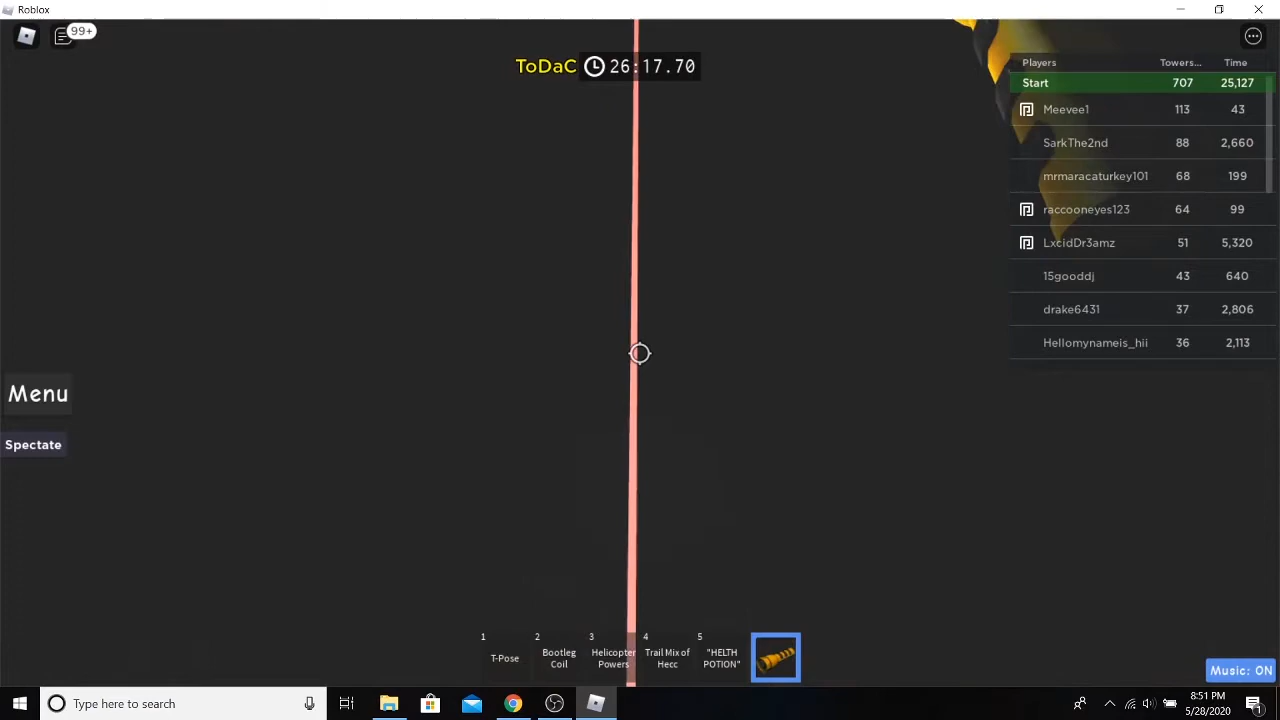 Roblox
99+
ToDaC 26:17.70
Players Towers... Time
Start 707 25,127
Meevee1 113 43
SarkThe2nd 88 2,660
mrmaracaturkey101 68 199
raccooneyes123 64 99
LxcidDr3amz 51 5,320
15gooddj 43 640
drake6431 37 2,806
Hellomynameis_hii 36 2,113
Menu
Spectate
1 2 3 4 5
T-Pose
Bootleg
Coil
Helicopter
Powers
Trail Mix of
Hecc
"HELTH
POTION"
Music: ON
Type here to search
8:51 PM
5/28/2020